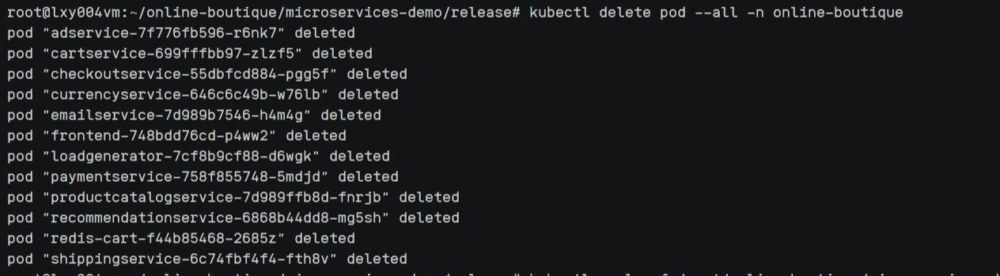 root@lxy004vm:~/online-boutique/microservices-demo/release# kubectl delete pod --all -n online-boutique
pod "adservice-7f776fb596-r6nk7" deleted
pod "cartservice-699fffbb97-zlzf5" deleted
pod "checkoutservice-55dbfcd884-pgg5f" deleted
pod "currencyservice-646c6c49b-w76lb" deleted
pod "emailservice-7d989b7546-h4m4g" deleted
pod "frontend-748bdd76cd-p4ww2" deleted
pod "loadgenerator-7cf8b9cf88-d6wgk" deleted
pod "paymentservice-758f855748-5mdjd" deleted
pod "productcatalogservice-7d989ffb8d-fnrjb" deleted
pod "recommendationservice-6868b44dd8-mg5sh" deleted
pod "redis-cart-f44b85468-2685z" deleted
pod "shippingservice-6c74fbf4f4-fth8v" deleted